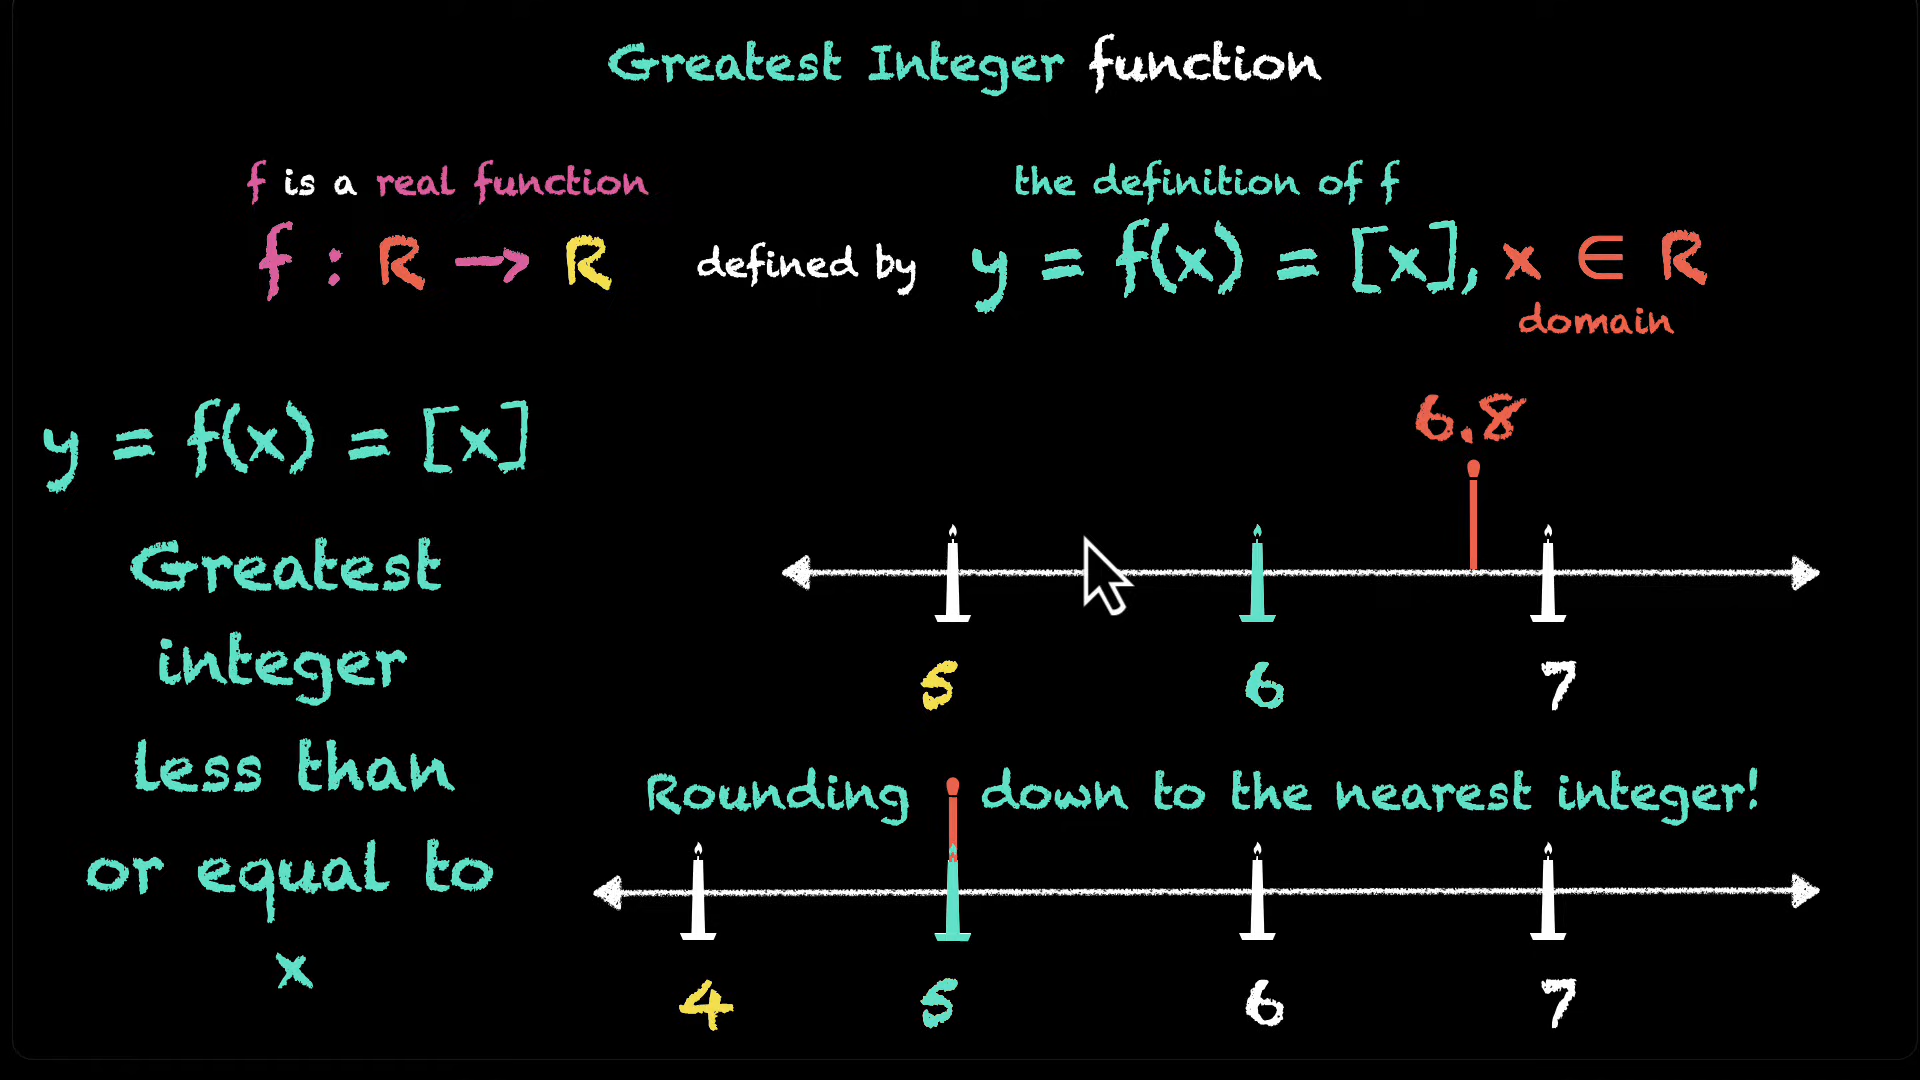 Greatest Integer function
f is a real function
the definition of f
f : R → R defined by y = f(x) = [x], x ∈ R
domain
y = f(x) = [x]
Greatest
integer
less than
or equal to
x
6.8
5 6 7
Rounding down to the nearest integer!
4 5 6 7